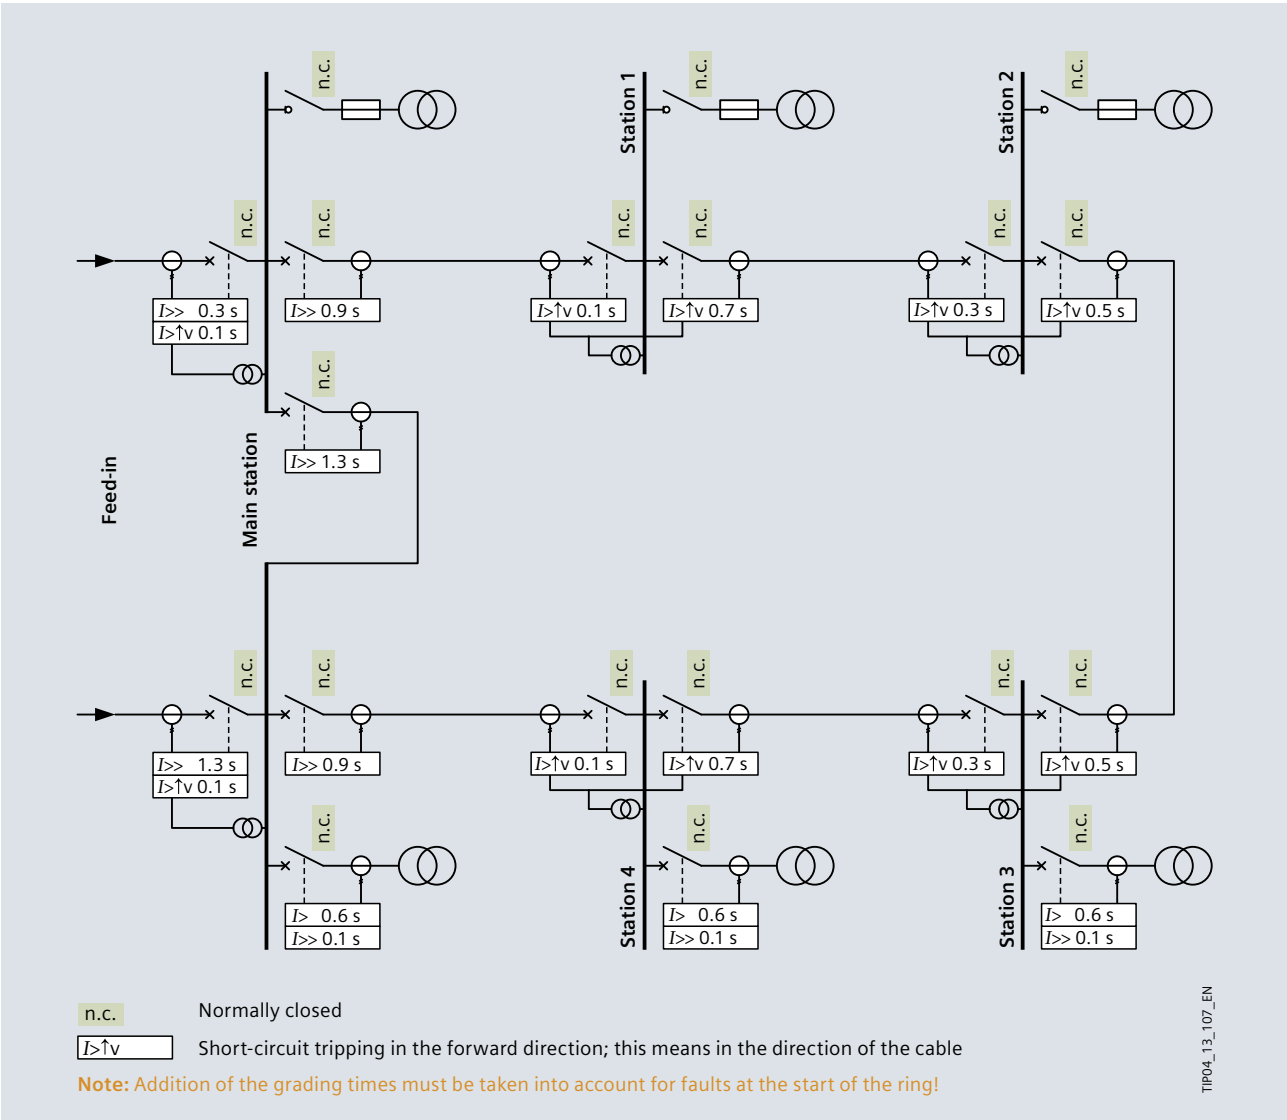 n.c.
n.c.
n.c.
Station 1
Station 2
n.c.
n.c.
n.c.
n.c.
n.c.
n.c.
I>> 0.3 s
I>↑v 0.1 s
I>> 0.9 s
I>↑v 0.1 s
I>↑v 0.7 s
I>↑v 0.3 s
I>↑v 0.5 s
n.c.
I>> 1.3 s
Feed-in
Main station
n.c.
n.c.
n.c.
n.c.
n.c.
n.c.
I>> 1.3 s
I>↑v 0.1 s
I>> 0.9 s
I>↑v 0.1 s
I>↑v 0.7 s
I>↑v 0.3 s
I>↑v 0.5 s
n.c.
n.c.
n.c.
Station 4
Station 3
I> 0.6 s
I>> 0.1 s
I> 0.6 s
I>> 0.1 s
I> 0.6 s
I>> 0.1 s
n.c. Normally closed
I>↑v Short-circuit tripping in the forward direction; this means in the direction of the cable
Note: Addition of the grading times must be taken into account for faults at the start of the ring!
TIP04_13_107_EN